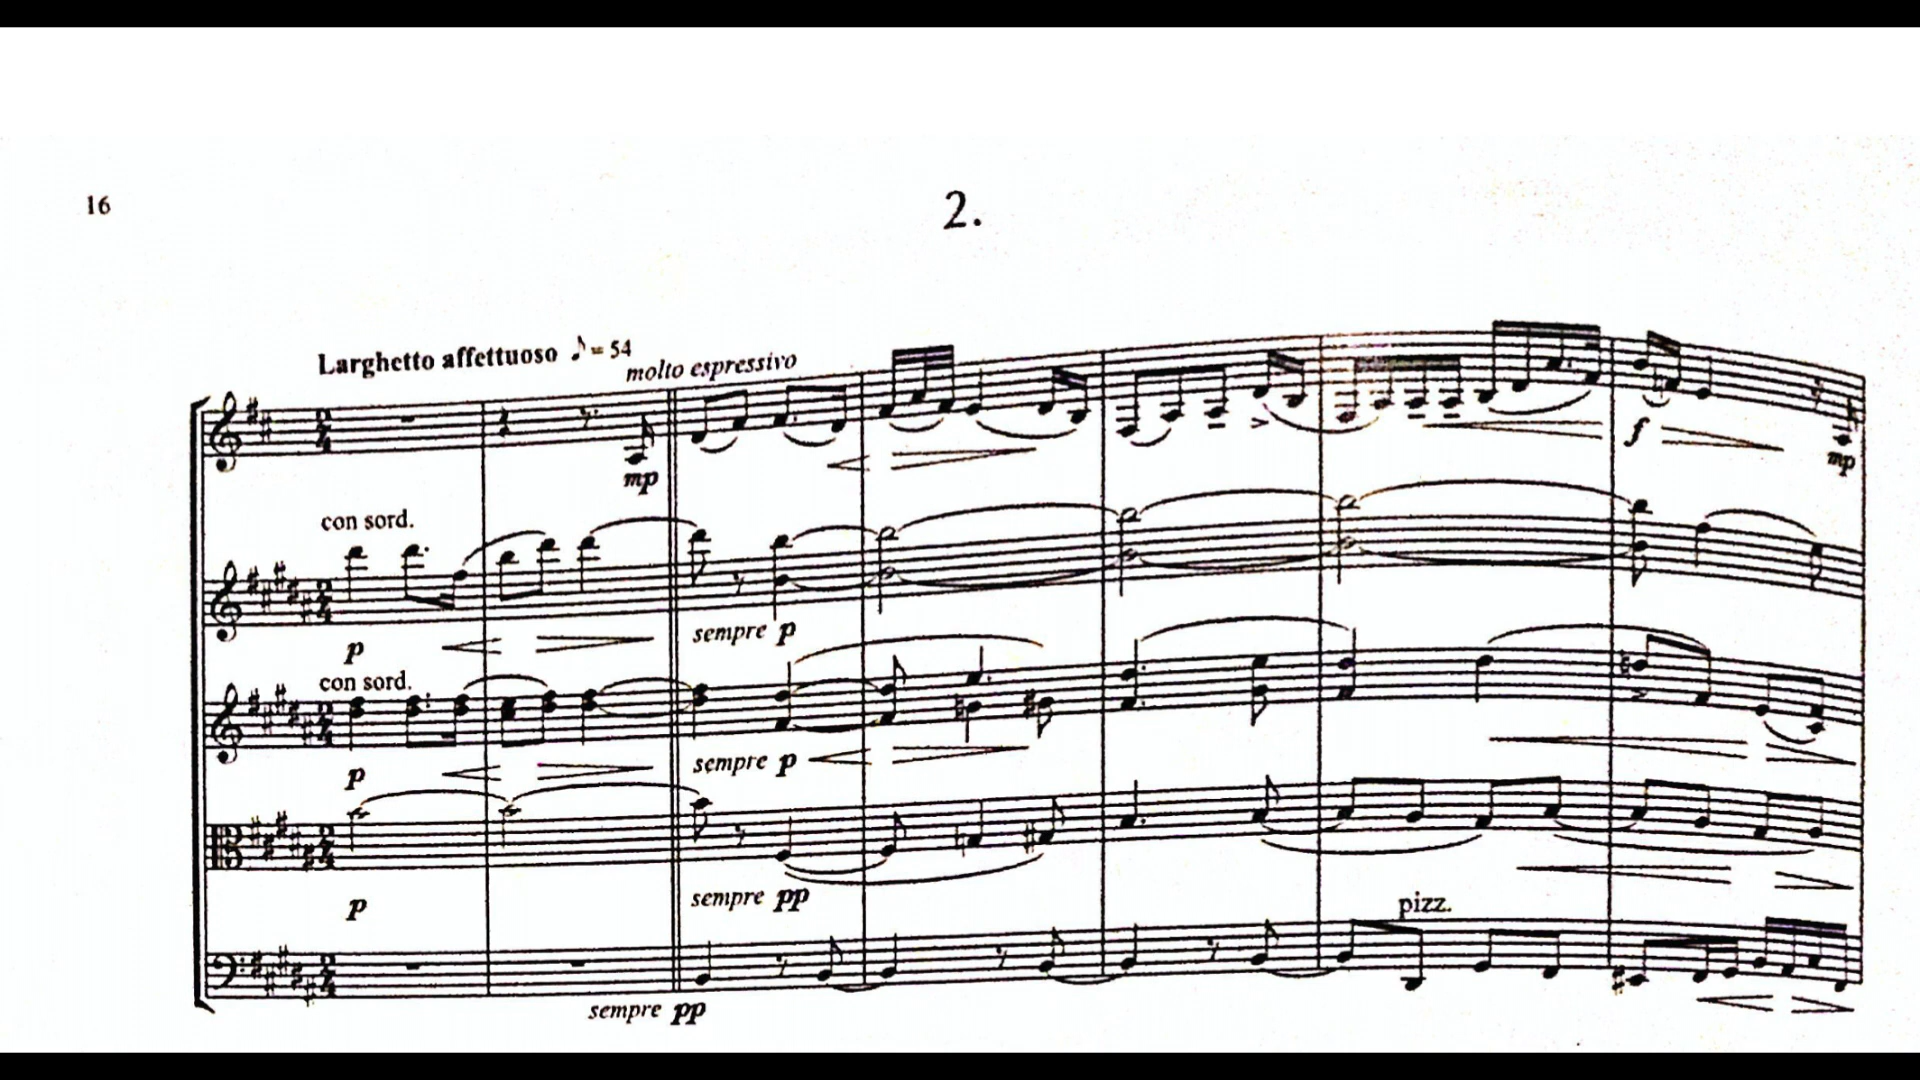 16
2.
Larghetto affettuoso ♪= 54
molto espressivo
mp
f
mp
con sord.
p
sempre p
con sord.
p
sempre p
p
sempre pp
pizz.
sempre pp